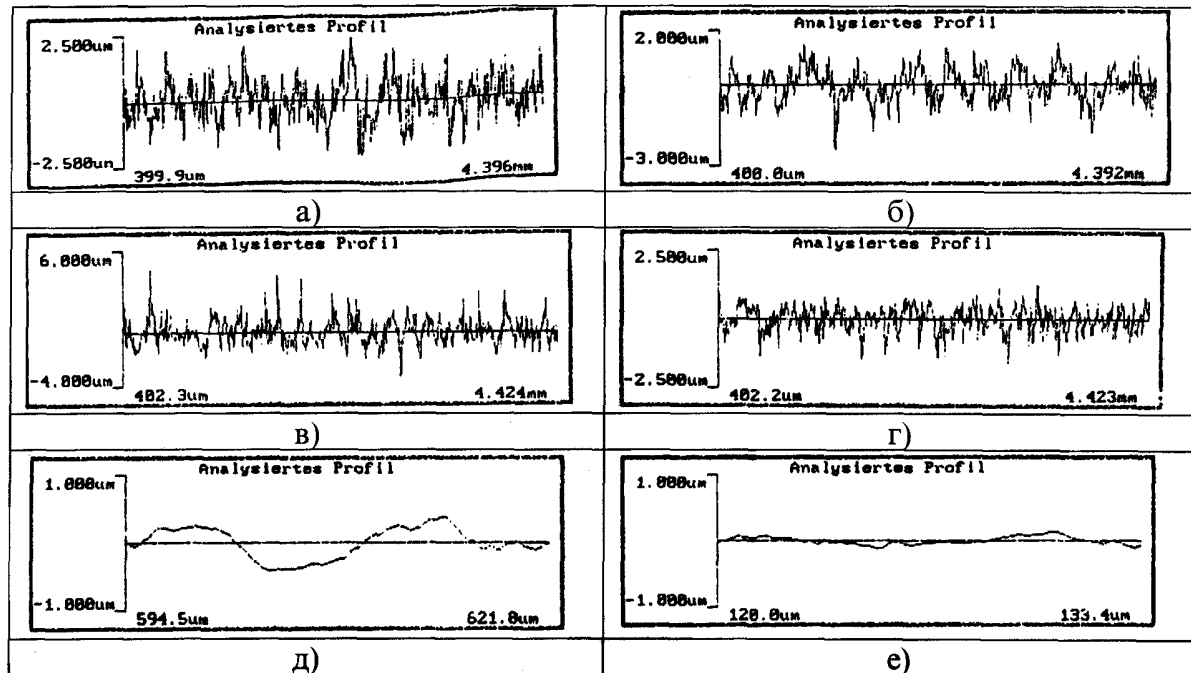 Analysiertes Profil
2.500um
-2.500un
399.9um 4.396mm
а)
Analysiertes Profil
2.000um
-3.000um
400.0um 4.392mm
б)
Analysiertes Profil
6.000um
-4.000um
402.3um 4.424mm
в)
Analysiertes Profil
2.500um
-2.500um
402.2um 4.423mm
г)
Analysiertes Profil
1.000um
-1.000um
594.5um 621.0um
д)
Analysiertes Profil
1.000um
-1.000um
120.0um 133.4um
е)